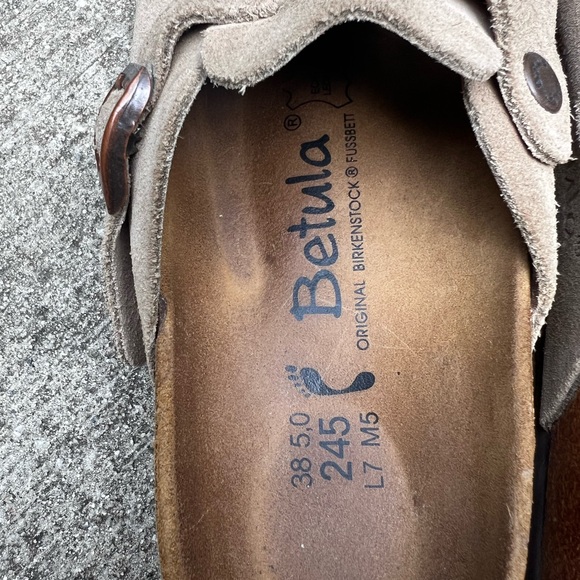 Betula®
ORIGINAL BIRKENSTOCK ® FUSSBETT
38 5,0
245
L7 M5